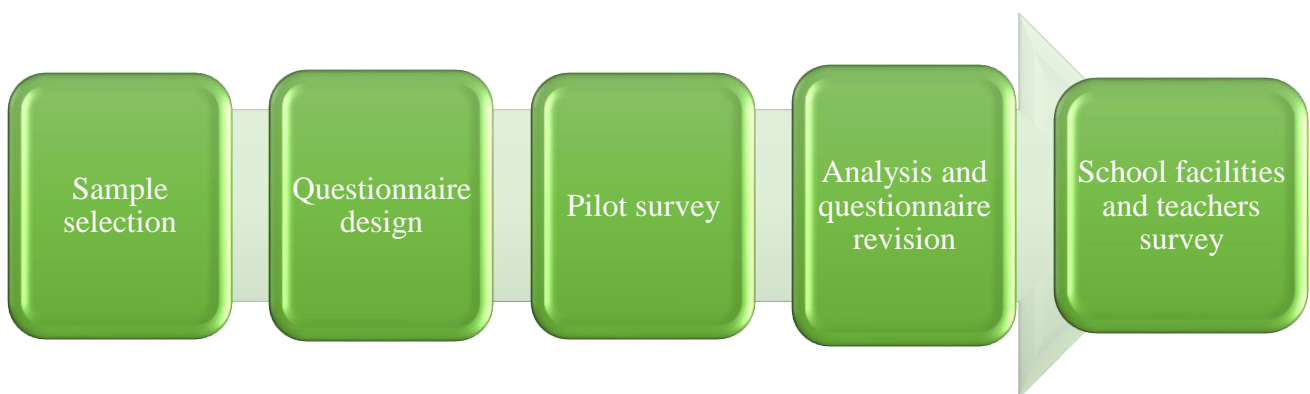 Sample
selection
Questionnaire
design
Pilot survey
Analysis and
questionnaire
revision
School facilities
and teachers
survey